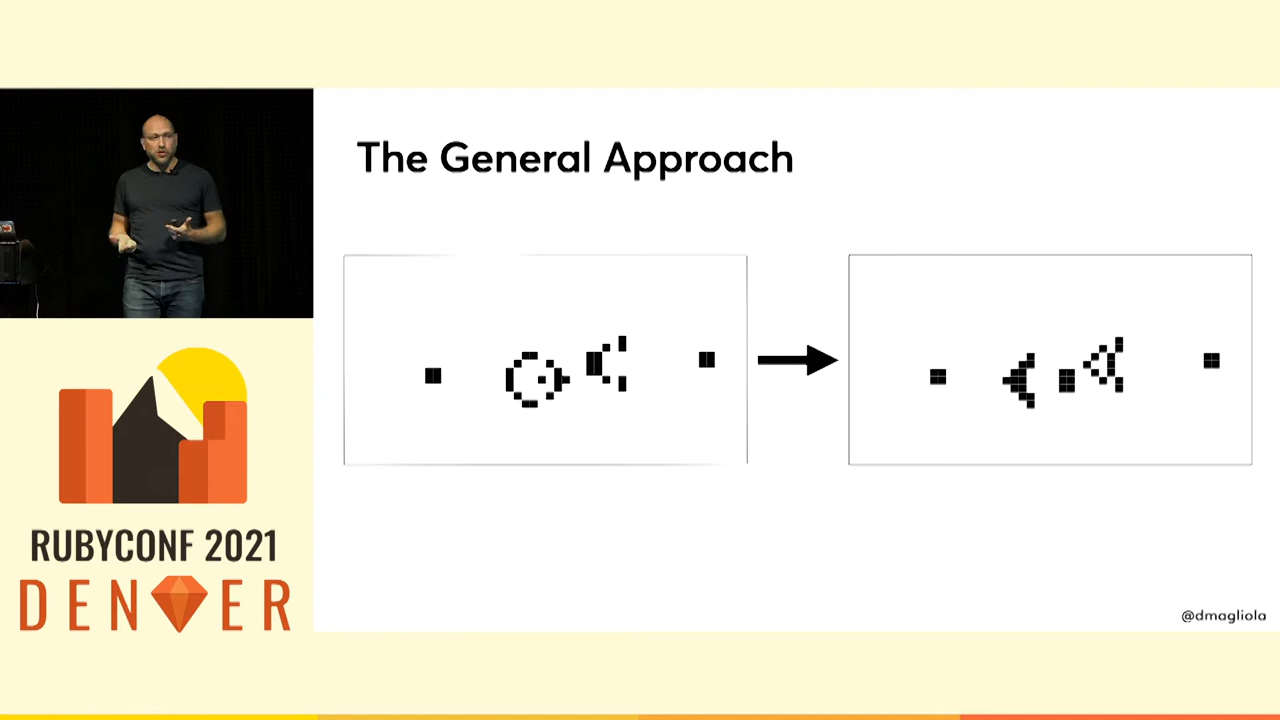 The General Approach
RUBYCONF 2021
DENVER
@dmagliola